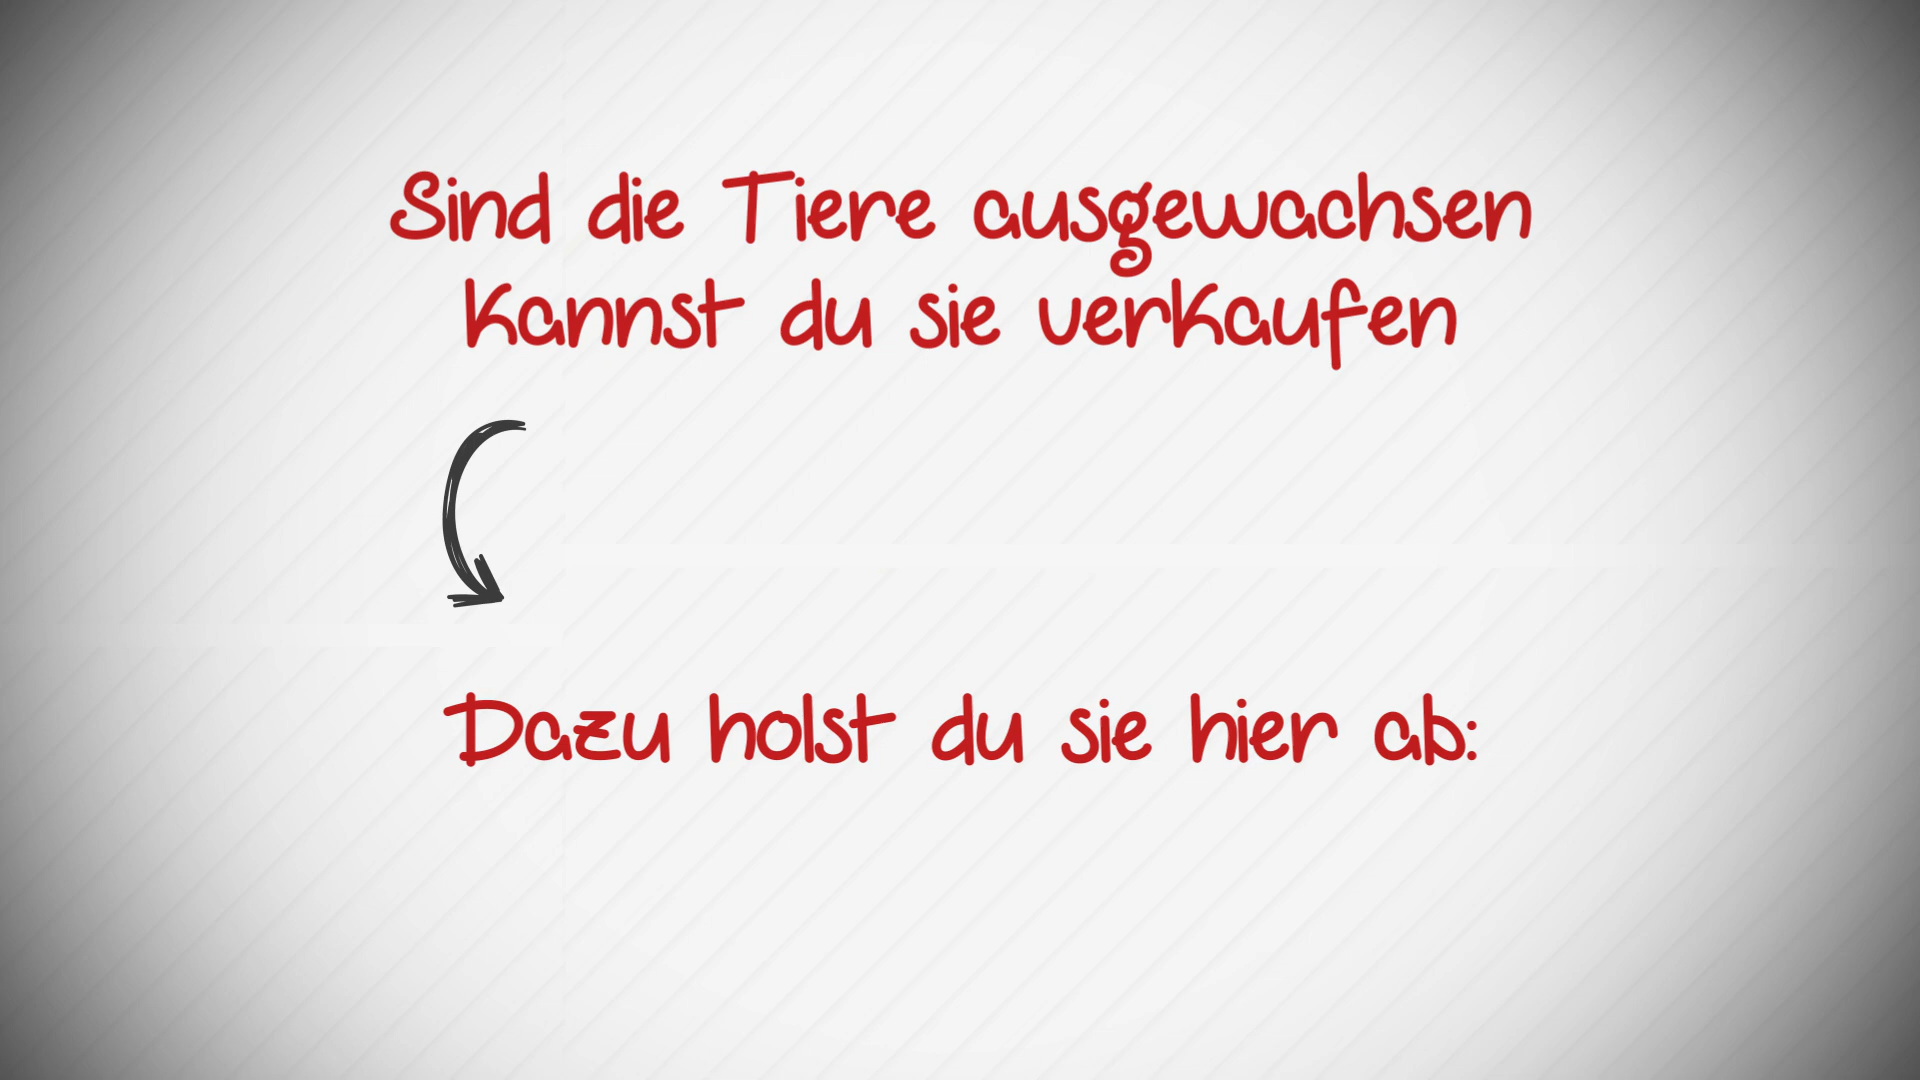 Sind die Tiere ausgewachsen
kannst du sie verkaufen
Dazu holst du sie hier ab: